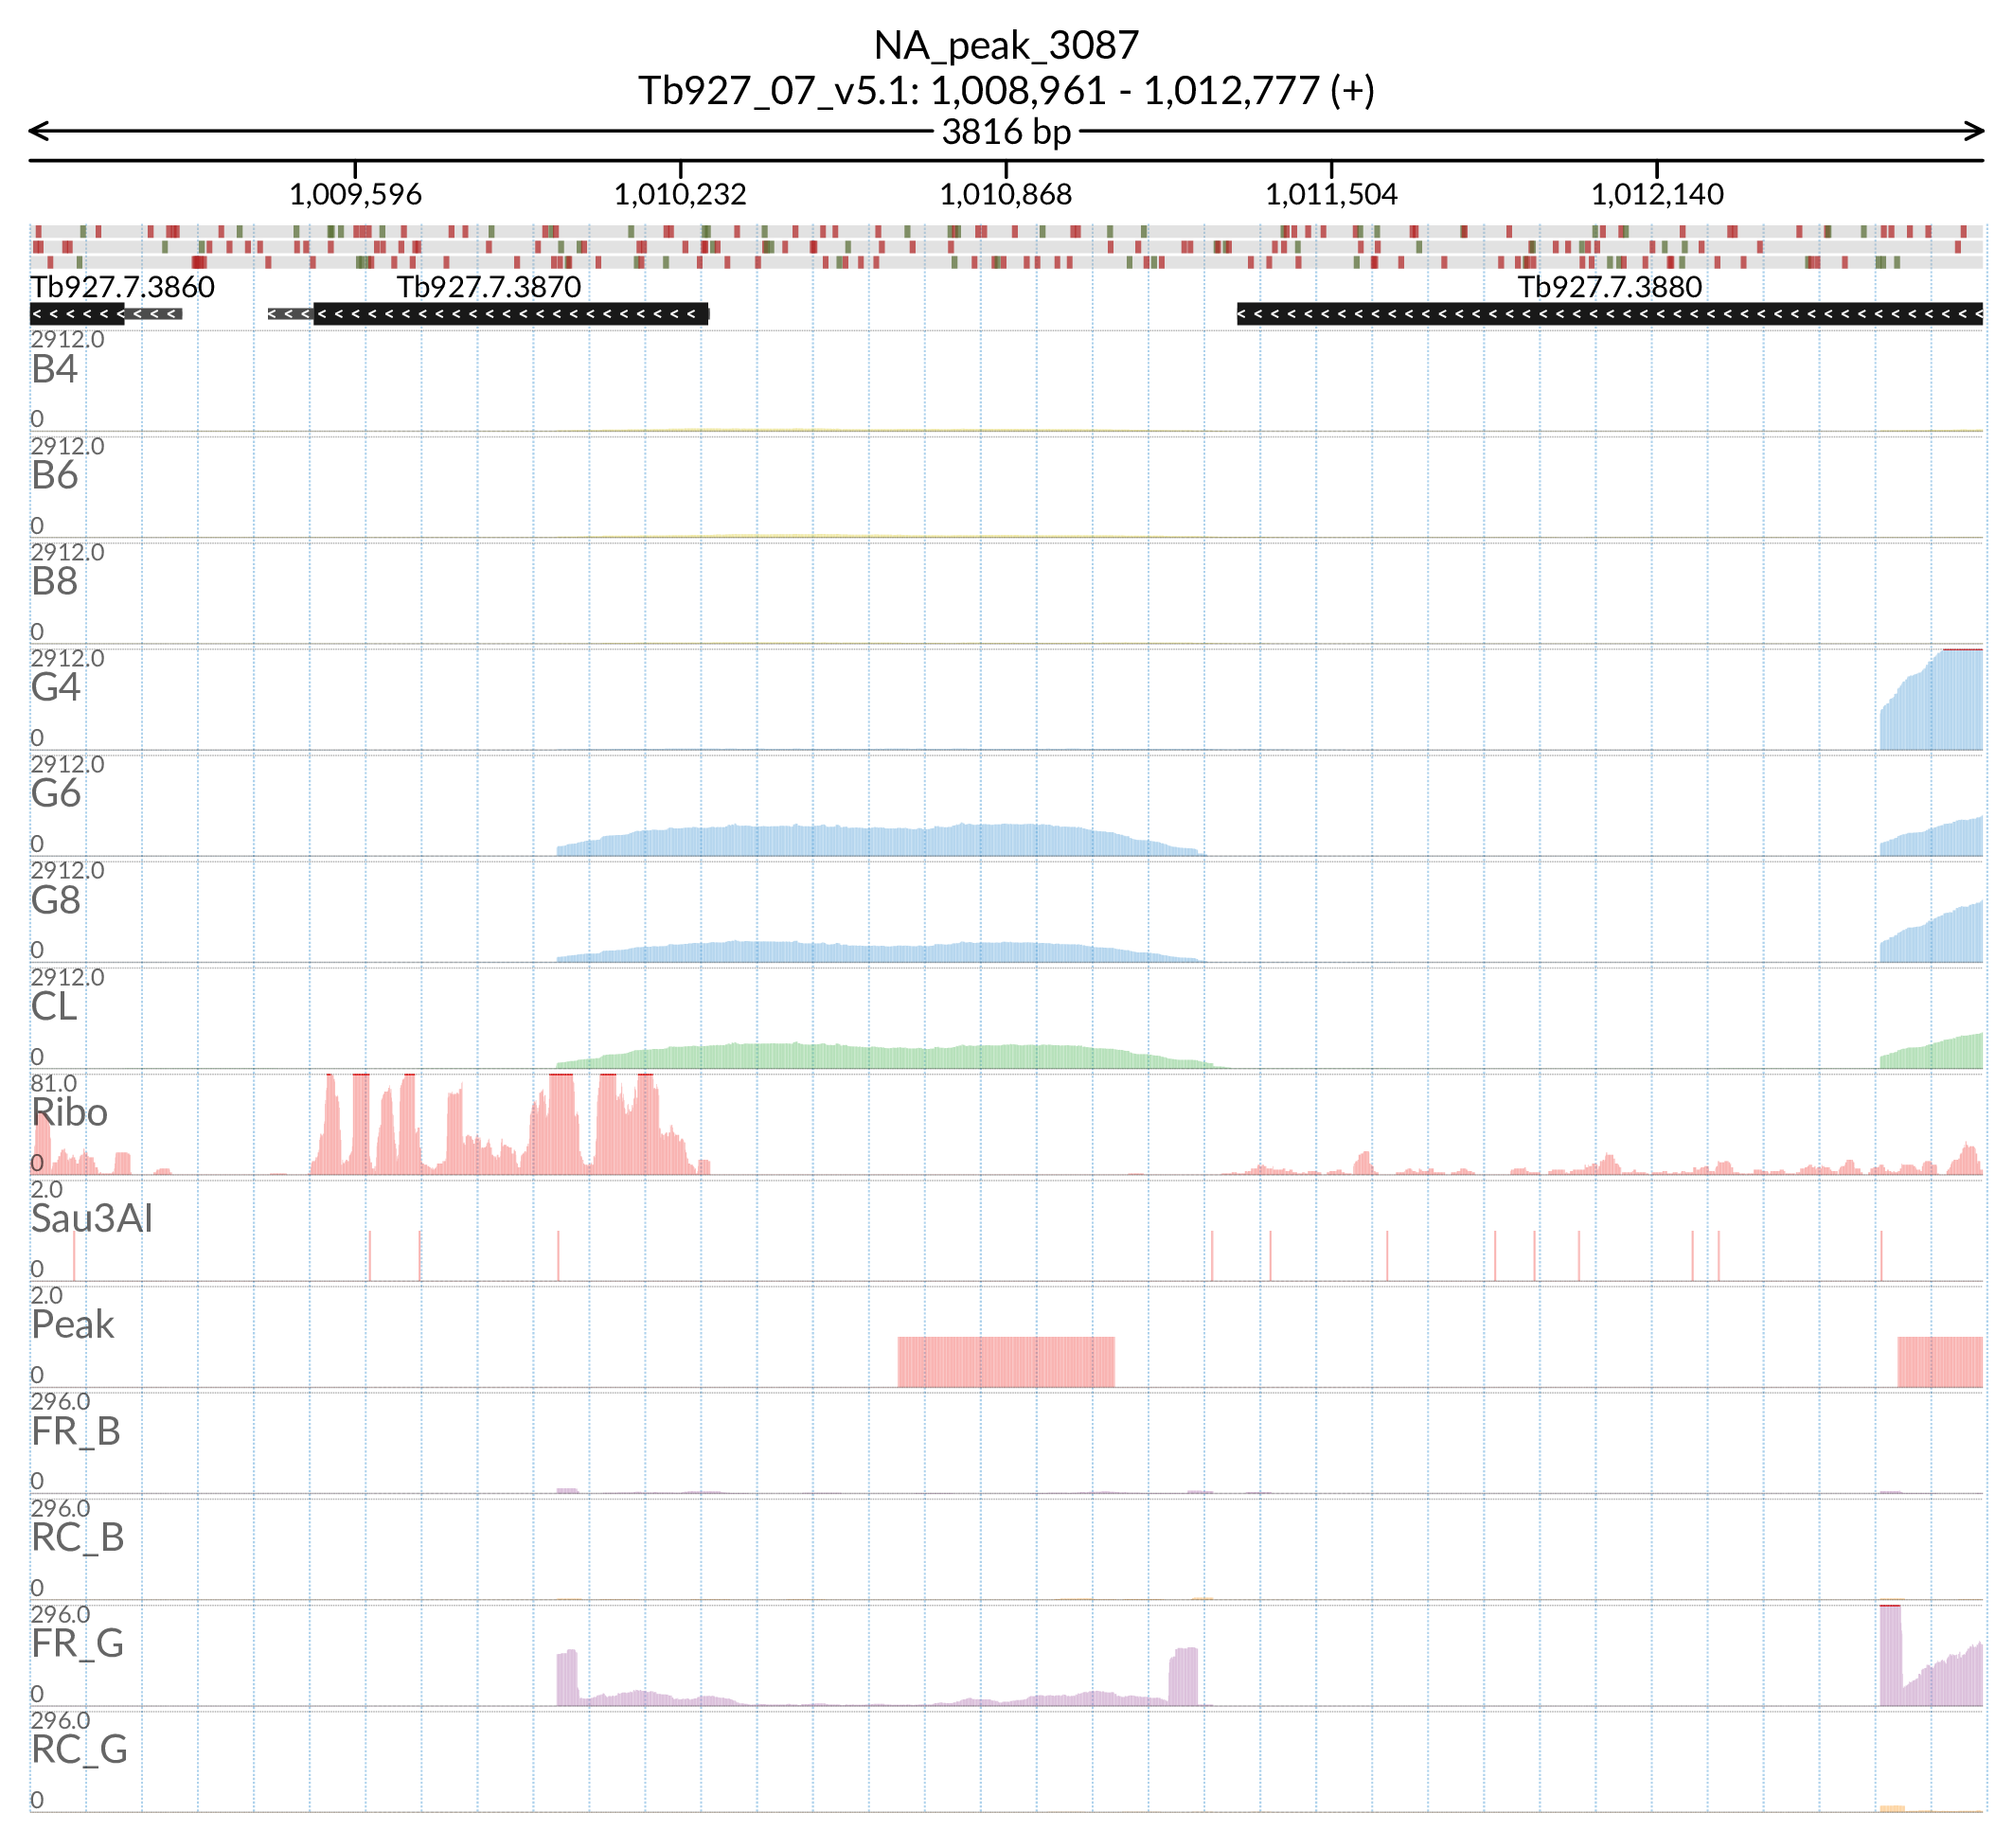 NA_peak_3087
Tb927_07_v5.1: 1,008,961 - 1,012,777 (+)
3816 bp
1,009,596 1,010,232 1,010,868 1,011,504 1,012,140
Tb927.7.3860 Tb927.7.3870 Tb927.7.3880
2912.0
B4
0
2912.0
B6
0
2912.0
B8
0
2912.0
G4
0
2912.0
G6
0
2912.0
G8
0
2912.0
CL
0
81.0
Ribo
0
2.0
Sau3AI
0
2.0
Peak
0
296.0
FR_B
0
296.0
RC_B
0
296.0
FR_G
0
296.0
RC_G
0